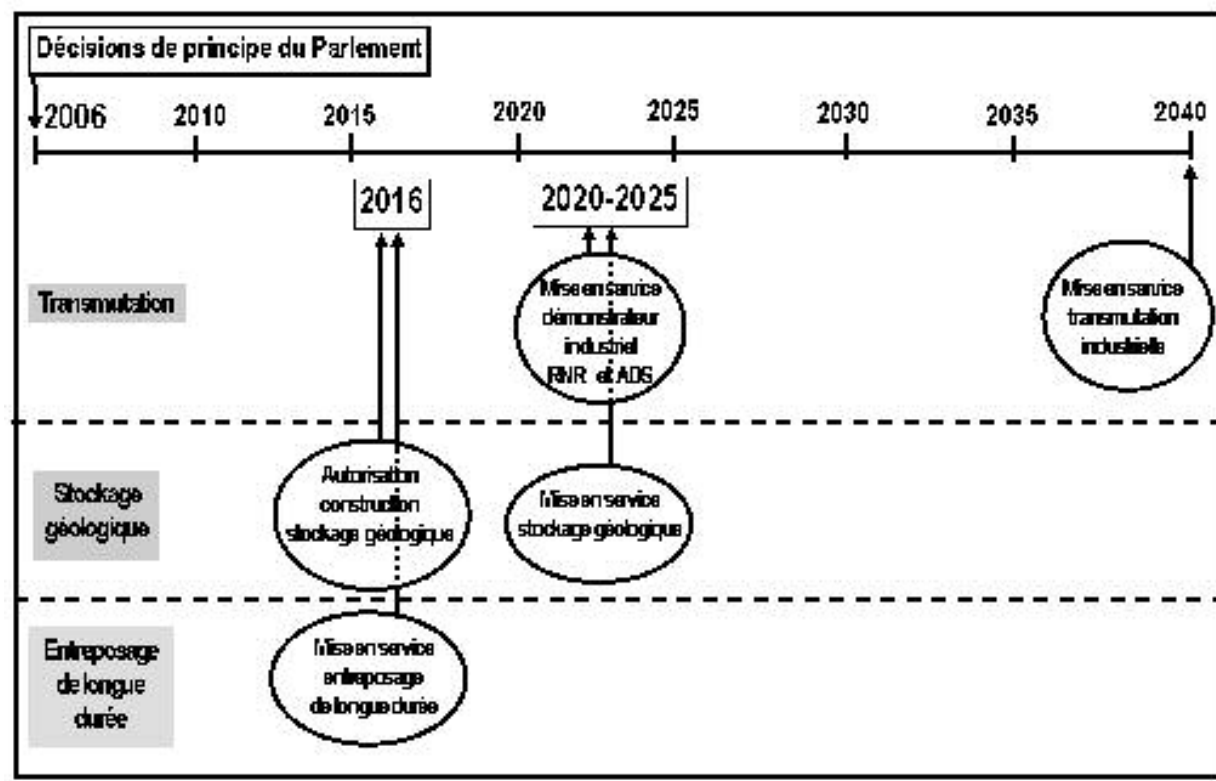 Décisions de principe du Parlement
2006 2010 2015 2020 2025 2030 2035 2040
2016
2020-2025
Transmutation
Mise en service
démonstrateur
industriel
RNR et ADS
Mise en service
transmutation
industrielle
Stockage
géologique
Autorisation
construction
stockage géologique
Mise en service
stockage géologique
Entreposage
de longue
durée
Mise en service
entreposage
de longue durée